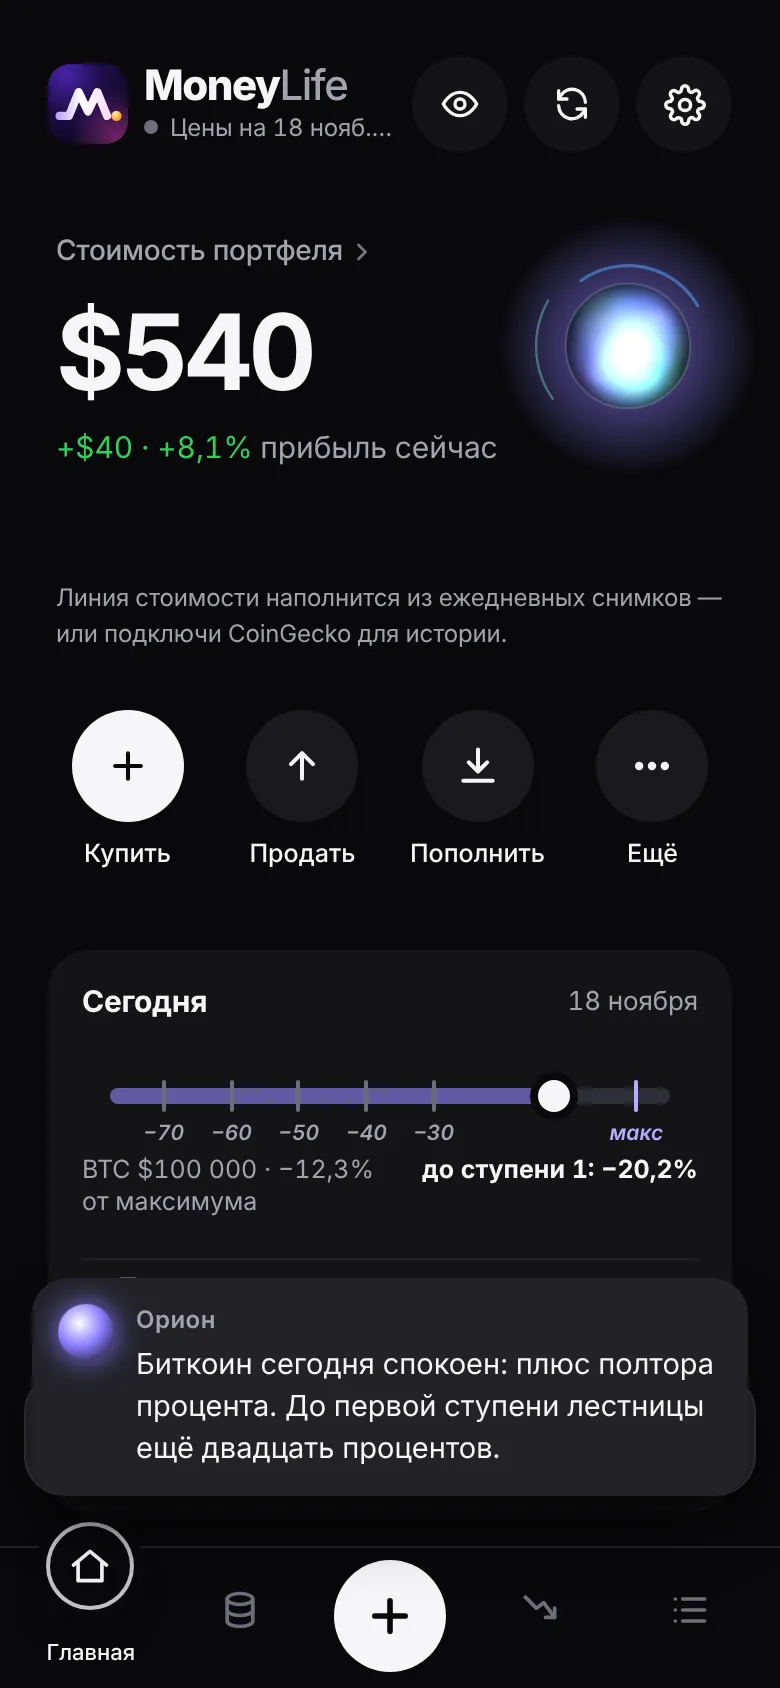 MoneyLife
Цены на 18 нояб....
Стоимость портфеля
$540
+$40 · +8,1% прибыль сейчас
Линия стоимости наполнится из ежедневных снимков —
или подключи CoinGecko для истории.
Купить Продать Пополнить Ещё
Сегодня 18 ноября
−70 −60 −50 −40 −30 макс
BTC $100 000 · −12,3% до ступени 1: −20,2%
от максимума
Орион
Биткоин сегодня спокоен: плюс полтора
процента. До первой ступени лестницы
ещё двадцать процентов.
Главная